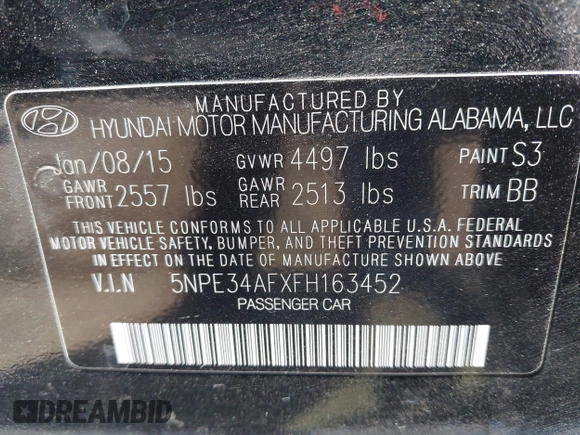 MANUFACTURED BY
HYUNDAI MOTOR MANUFACTURING ALABAMA, LLC
Jan/08/15 GVWR 4497 lbs PAINT S3
GAWR FRONT 2557 lbs GAWR REAR 2513 lbs TRIM BB
THIS VEHICLE CONFORMS TO ALL APPLICABLE U.S.A. FEDERAL
MOTOR VEHICLE SAFETY, BUMPER, AND THEFT PREVENTION STANDARDS
IN EFFECT ON THE DATE OF MANUFACTURE SHOWN ABOVE.
V.I.N 5NPE34AFXFH163452
PASSENGER CAR
DREAMBID